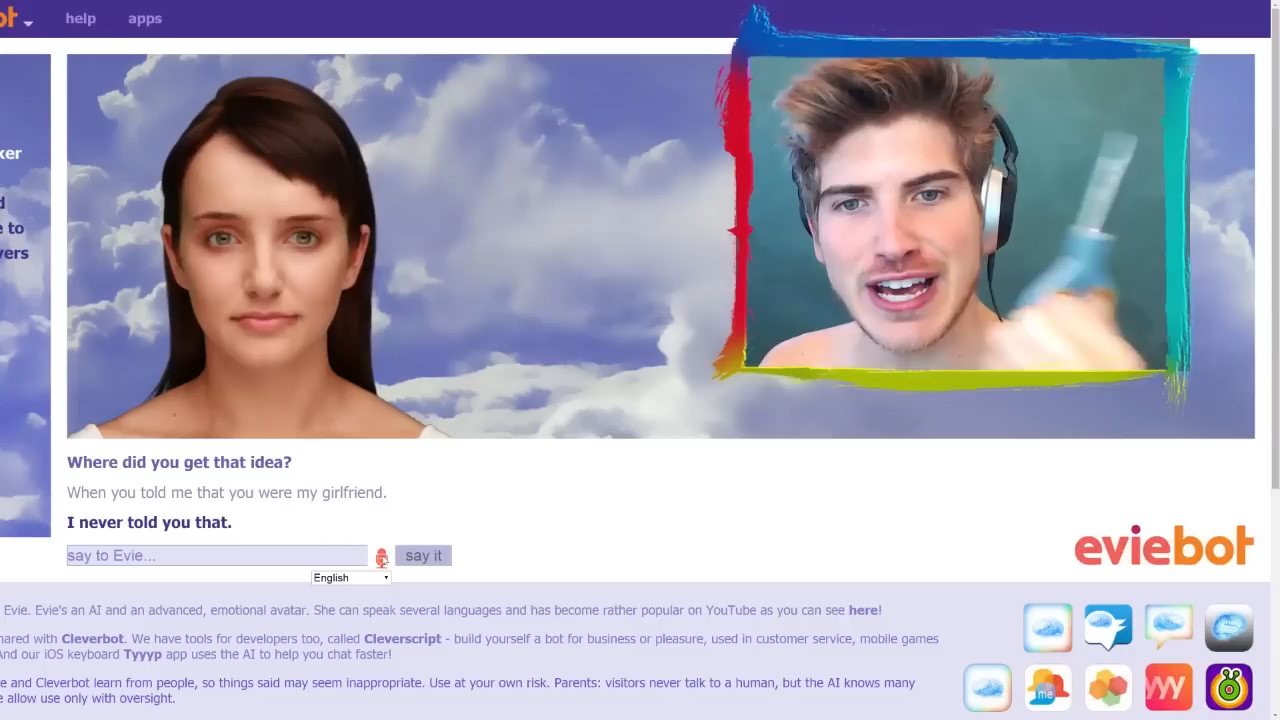 ot
help
apps
ker
d
e to
vers
Where did you get that idea?
When you told me that you were my girlfriend.
I never told you that.
say to Evie...
say it
English
eviebot
Evie. Evie's an AI and an advanced, emotional avatar. She can speak several languages and has become rather popular on YouTube as you can see here!
hared with Cleverbot. We have tools for developers too, called Cleverscript - build yourself a bot for business or pleasure, used in customer service, mobile games
And our iOS keyboard Tyyyp app uses the AI to help you chat faster!
e and Cleverbot learn from people, so things said may seem inappropriate. Use at your own risk. Parents: visitors never talk to a human, but the AI knows many
e allow use only with oversight.
me